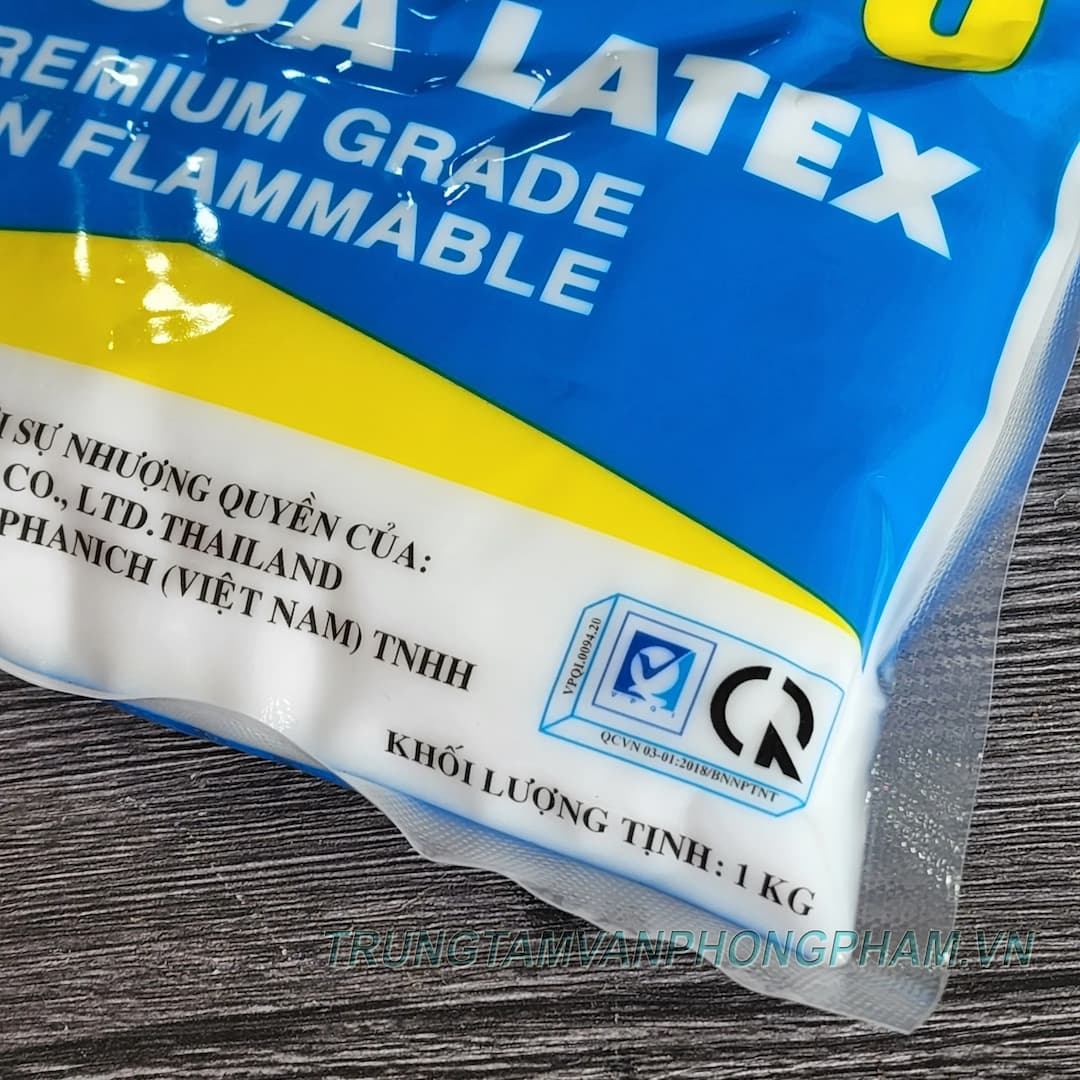 LATEX
GRADE
FLAMMABLE
SỰ NHƯỢNG QUYỀN CỦA:
CO., LTD. THAILAND
PHANICH (VIỆT NAM) TNHH
VPQI.0094.20
VPQI
QCVN 03-01:2018/BNNPTNT
KHỐI LƯỢNG TỊNH: 1 KG
TRUNGTAMVANPHONGPHAM.VN